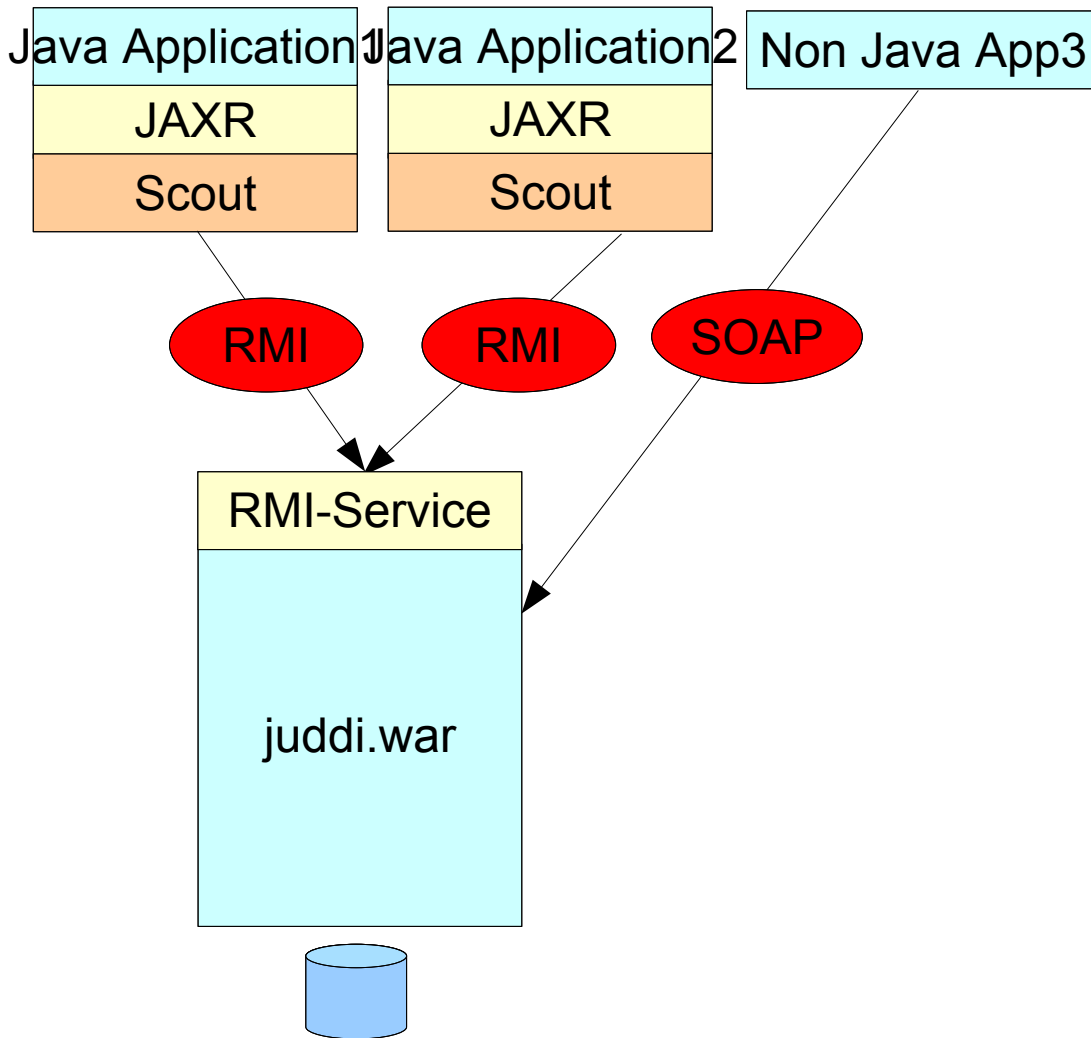 Java Application1
Java Application2
Non Java App3
JAXR
JAXR
Scout
Scout
RMI
RMI
SOAP
RMI-Service
juddi.war